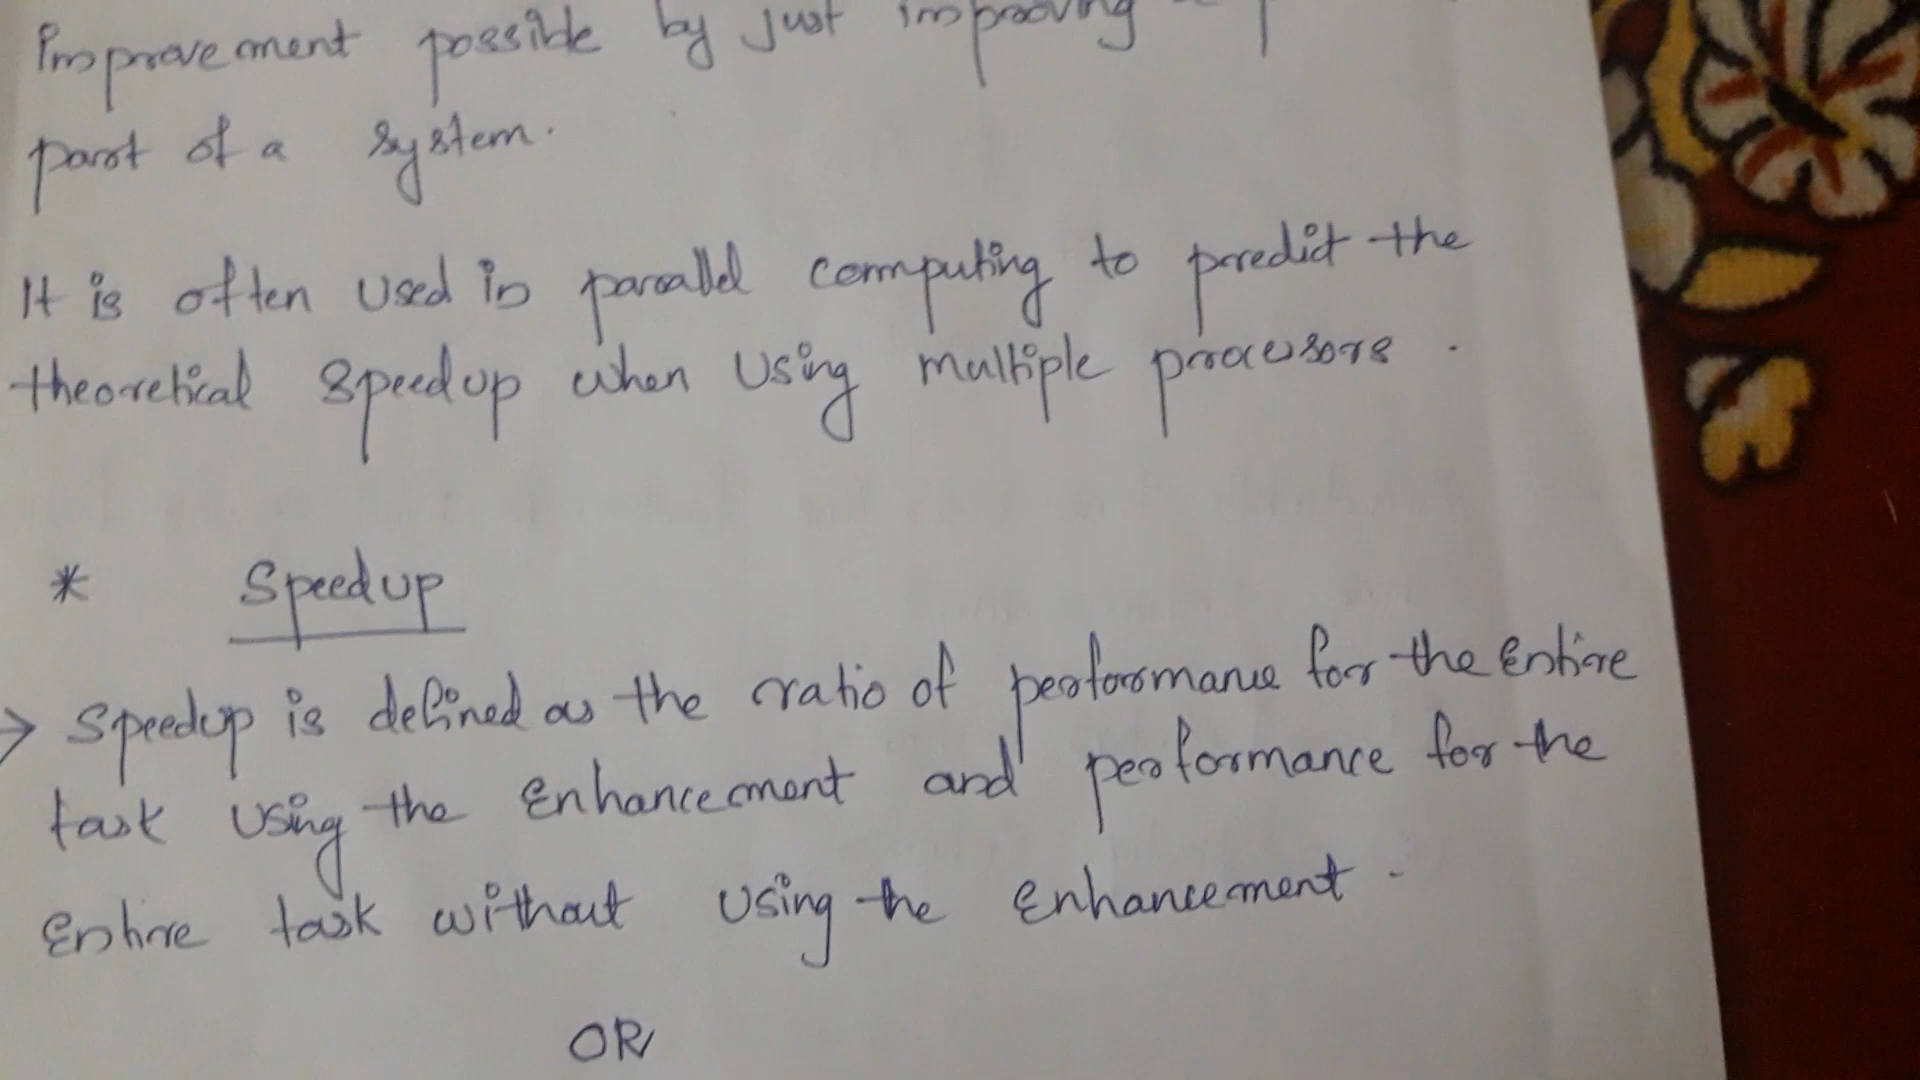 Improvement possible by just improving
part of a system.
It is often used in parallel computing to predict the
theoretical speedup when using multiple processors.
* Speedup
→ Speedup is defined as the ratio of performance for the entire
task using the enhancement and performance for the
entire task without using the enhancement.
OR